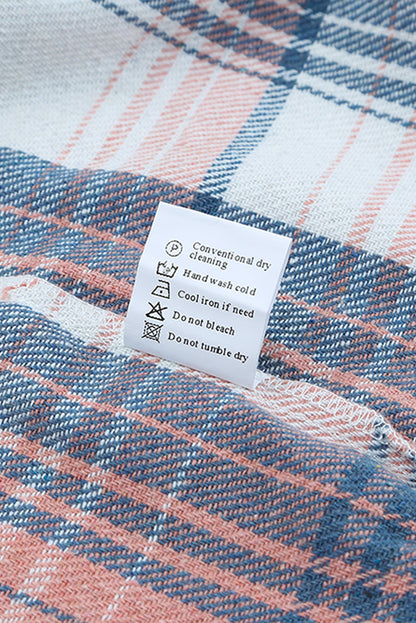 P
Conventional dry
cleaning
Hand wash cold
Cool iron if need
Do not bleach
Do not tumble dry